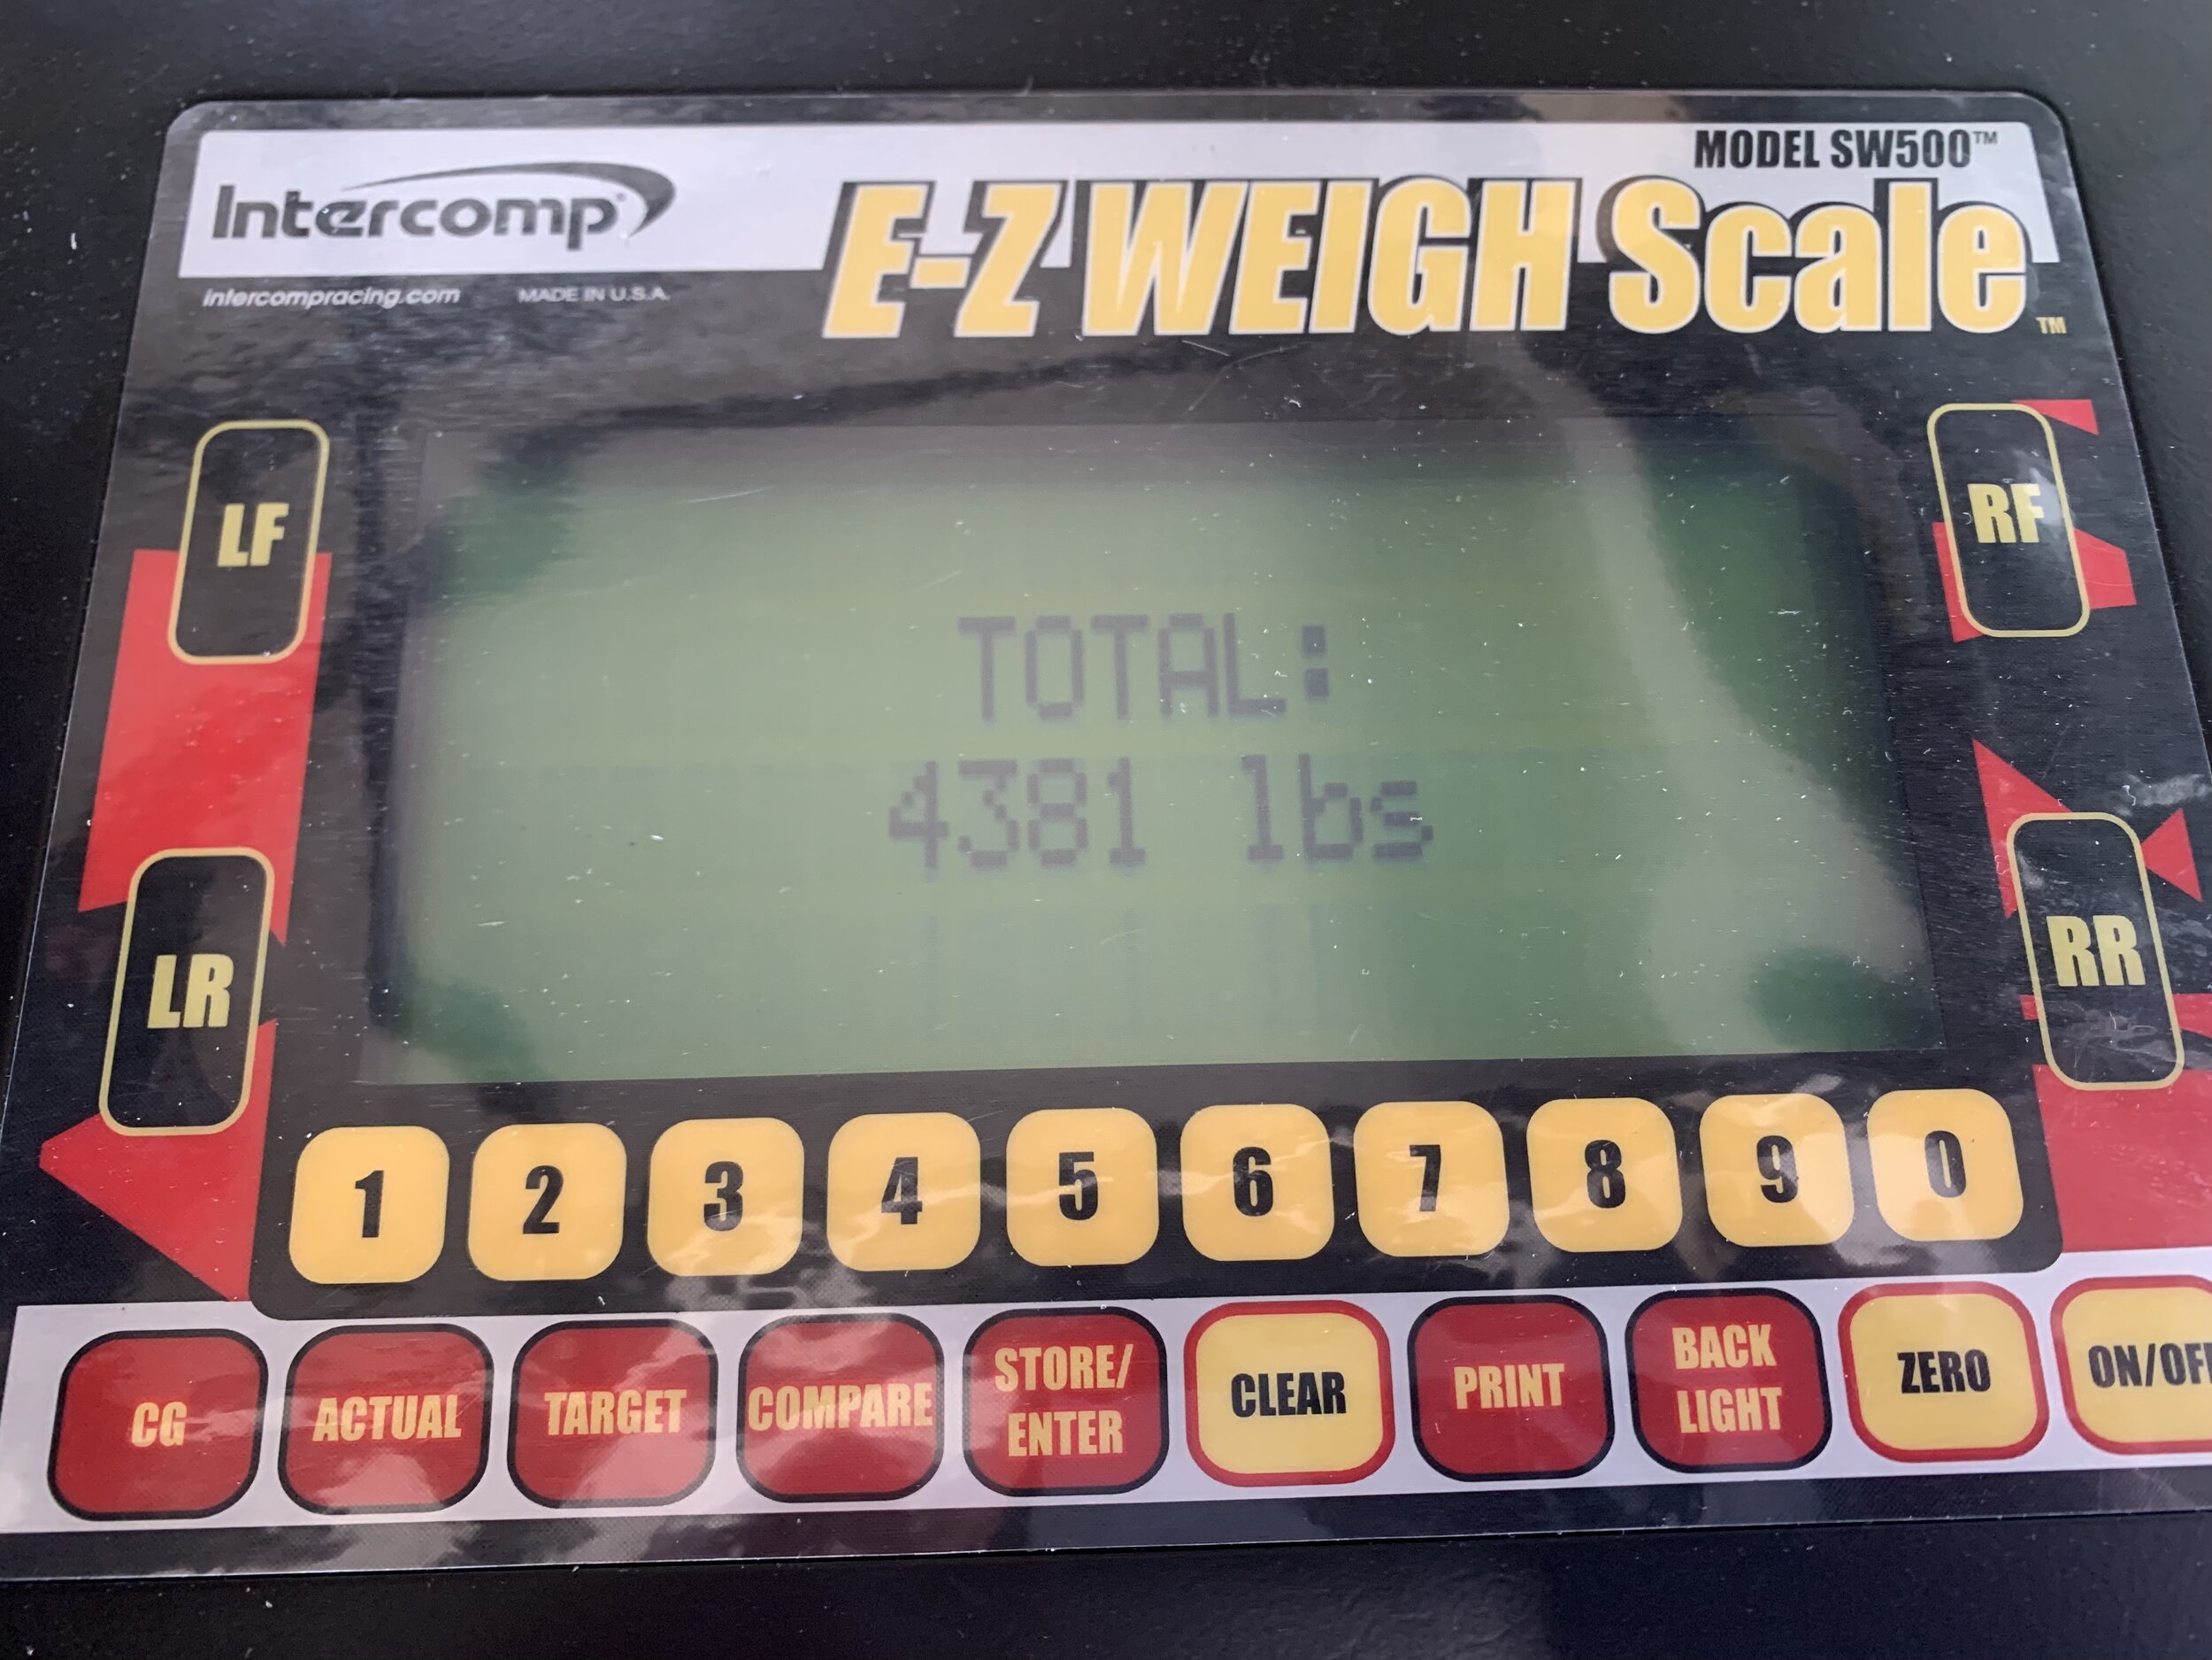 MODEL SW500™
Intercomp®
E-Z WEIGH Scale™
intercompracing.com MADE IN U.S.A.
LF
RF
TOTAL:
4381 lbs
LR
RR
1 2 3 4 5 6 7 8 9 0
CG ACTUAL TARGET COMPARE STORE/ENTER CLEAR PRINT BACK LIGHT ZERO ON/OFF